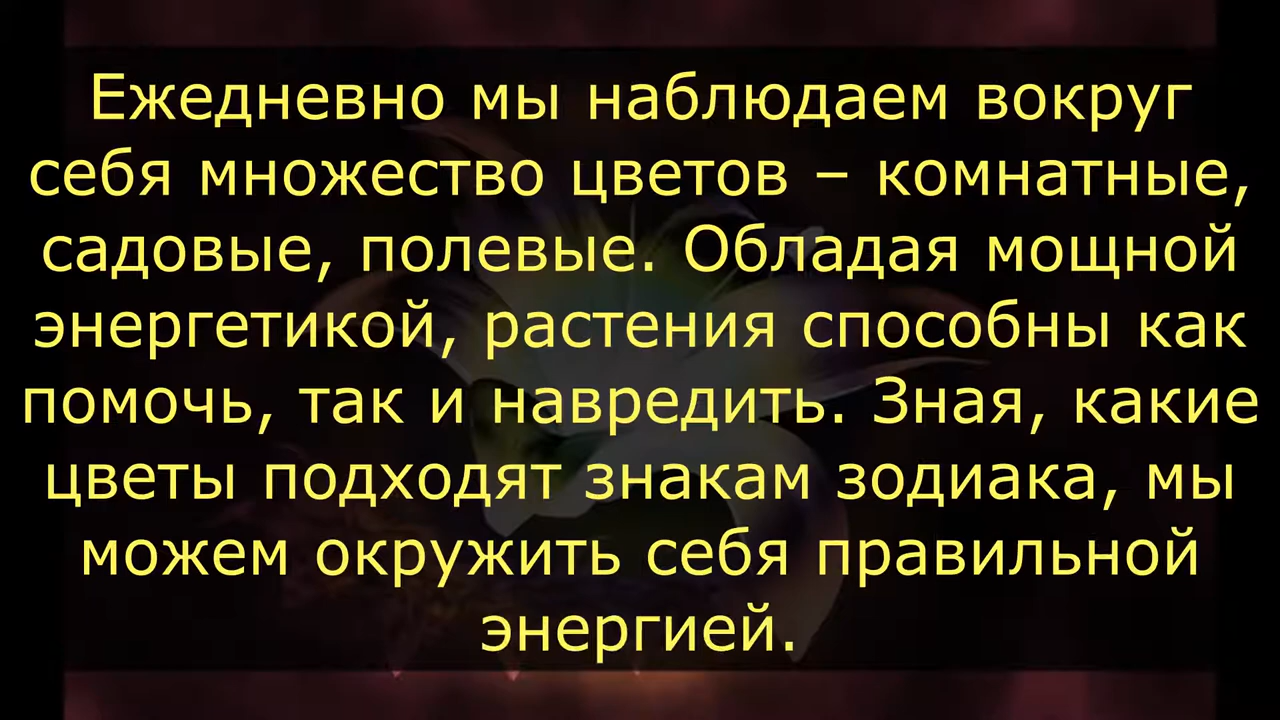 Ежедневно мы наблюдаем вокруг
себя множество цветов – комнатные,
садовые, полевые. Обладая мощной
энергетикой, растения способны как
помочь, так и навредить. Зная, какие
цветы подходят знакам зодиака, мы
можем окружить себя правильной
энергией.